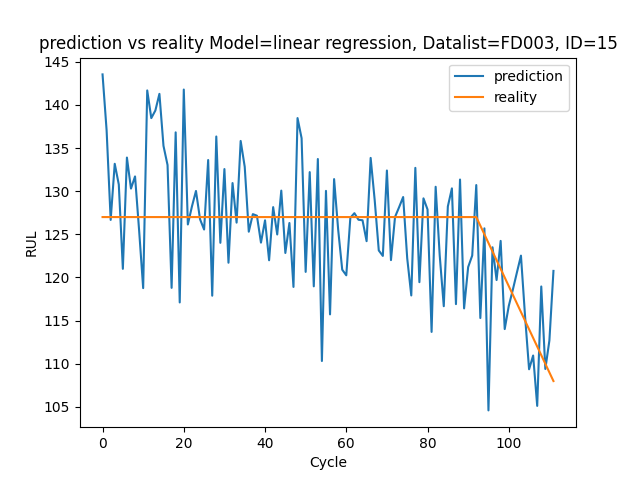 prediction vs reality Model=linear regression, Datalist=FD003, ID=15
prediction
reality
145
140
135
130
125
120
115
110
105
RUL
0 20 40 60 80 100
Cycle